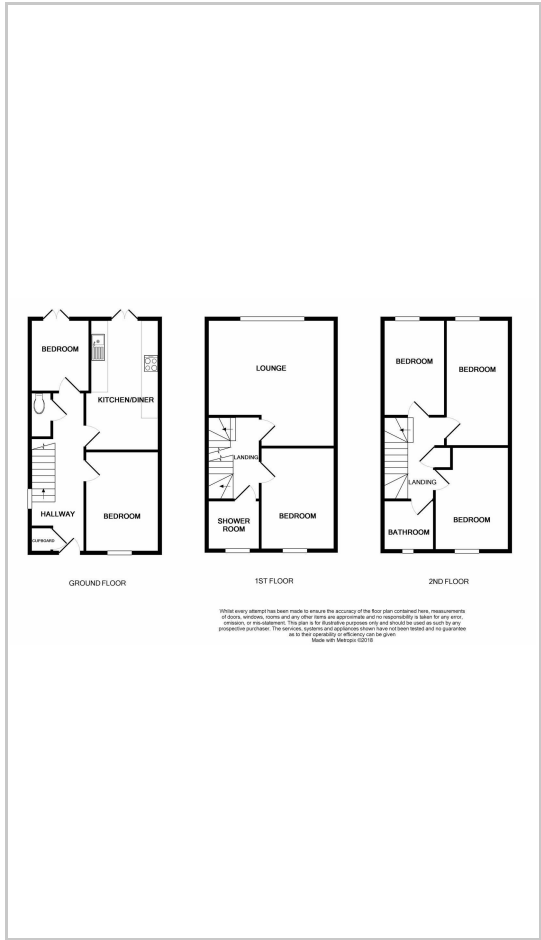 BEDROOM
KITCHEN/DINER
HALLWAY
BEDROOM
CUPBOARD
GROUND FLOOR
LOUNGE
LANDING
SHOWER
ROOM
BEDROOM
1ST FLOOR
BEDROOM
BEDROOM
LANDING
BATHROOM
BEDROOM
2ND FLOOR
Whilst every attempt has been made to ensure the accuracy of the floor plan contained here, measurements
of doors, windows, rooms and any other items are approximate and no responsibility is taken for any error,
omission, or mis-statement. This plan is for illustrative purposes only and should be used as such by any
prospective purchaser. The services, systems and appliances shown have not been tested and no guarantee
as to their operability or efficiency can be given
Made with Metropix ©2018